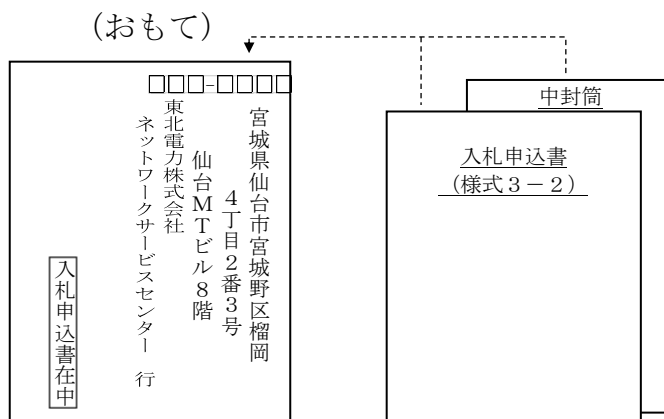 (おもて)
□□□-□□□□
宮城県仙台市宮城野区榴岡
4丁目2番3号
仙台MTビル8階
東北電力株式会社
ネットワークサービスセンター 行
入札申込書在中
中封筒
入札申込書
(様式3-2)